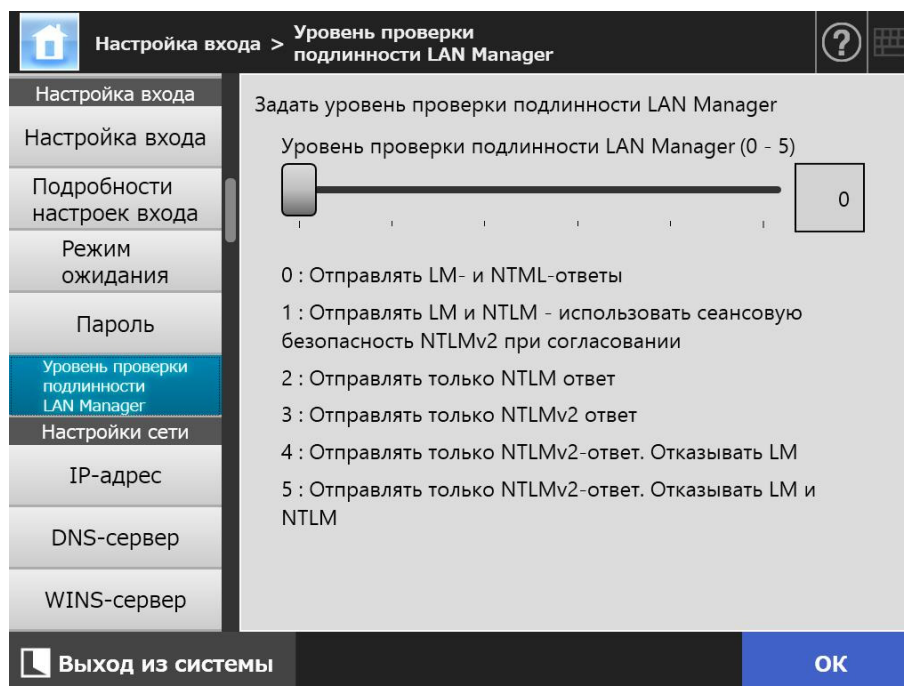 Настройка входа >
Уровень проверки
подлинности LAN Manager
?
Настройка входа
Настройка входа
Подробности
настроек входа
Режим
ожидания
Пароль
Уровень проверки
подлинности
LAN Manager
Настройки сети
IP-адрес
DNS-сервер
WINS-сервер
Задать уровень проверки подлинности LAN Manager
Уровень проверки подлинности LAN Manager (0 - 5)
0
0 : Отправлять LM- и NTML-ответы
1 : Отправлять LM и NTLM - использовать сеансовую
безопасность NTLMv2 при согласовании
2 : Отправлять только NTLM ответ
3 : Отправлять только NTLMv2 ответ
4 : Отправлять только NTLMv2-ответ. Отказывать LM
5 : Отправлять только NTLMv2-ответ. Отказывать LM и
NTLM
Выход из системы
ОК